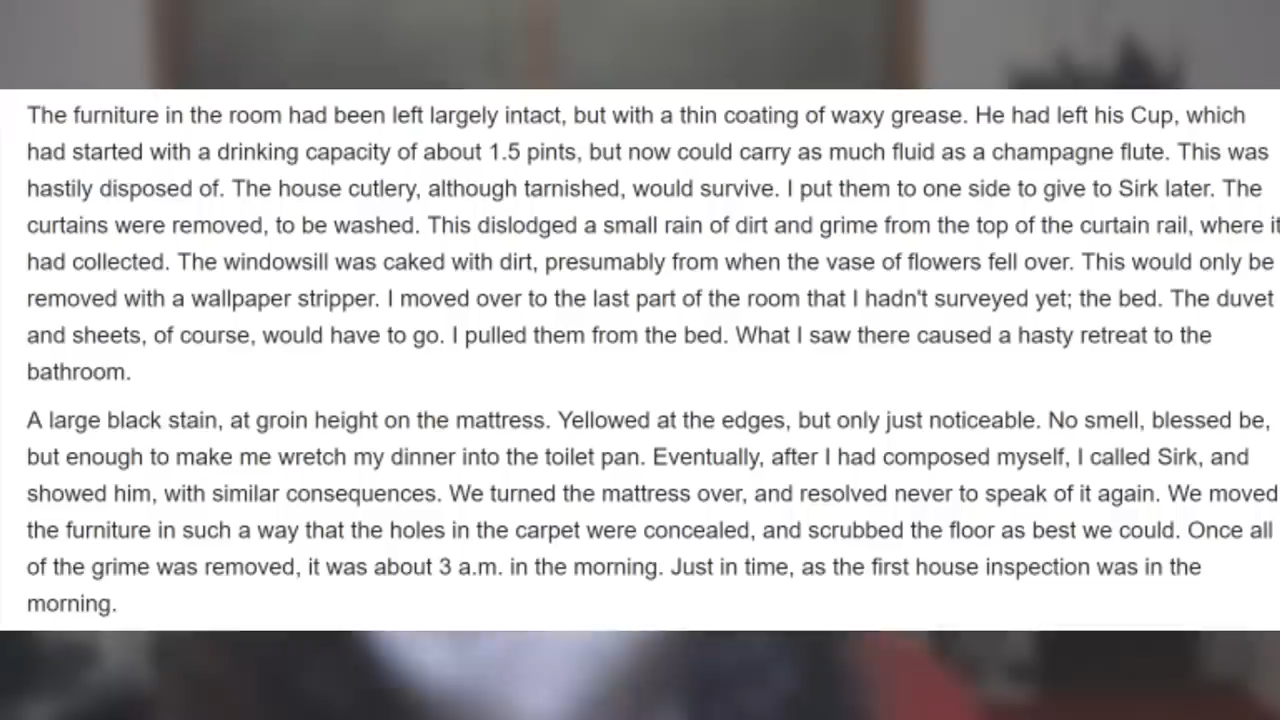 The furniture in the room had been left largely intact, but with a thin coating of waxy grease. He had left his Cup, which
had started with a drinking capacity of about 1.5 pints, but now could carry as much fluid as a champagne flute. This was
hastily disposed of. The house cutlery, although tarnished, would survive. I put them to one side to give to Sirk later. The
curtains were removed, to be washed. This dislodged a small rain of dirt and grime from the top of the curtain rail, where it
had collected. The windowsill was caked with dirt, presumably from when the vase of flowers fell over. This would only be
removed with a wallpaper stripper. I moved over to the last part of the room that I hadn't surveyed yet; the bed. The duvet
and sheets, of course, would have to go. I pulled them from the bed. What I saw there caused a hasty retreat to the
bathroom.
A large black stain, at groin height on the mattress. Yellowed at the edges, but only just noticeable. No smell, blessed be,
but enough to make me wretch my dinner into the toilet pan. Eventually, after I had composed myself, I called Sirk, and
showed him, with similar consequences. We turned the mattress over, and resolved never to speak of it again. We moved
the furniture in such a way that the holes in the carpet were concealed, and scrubbed the floor as best we could. Once all
of the grime was removed, it was about 3 a.m. in the morning. Just in time, as the first house inspection was in the
morning.